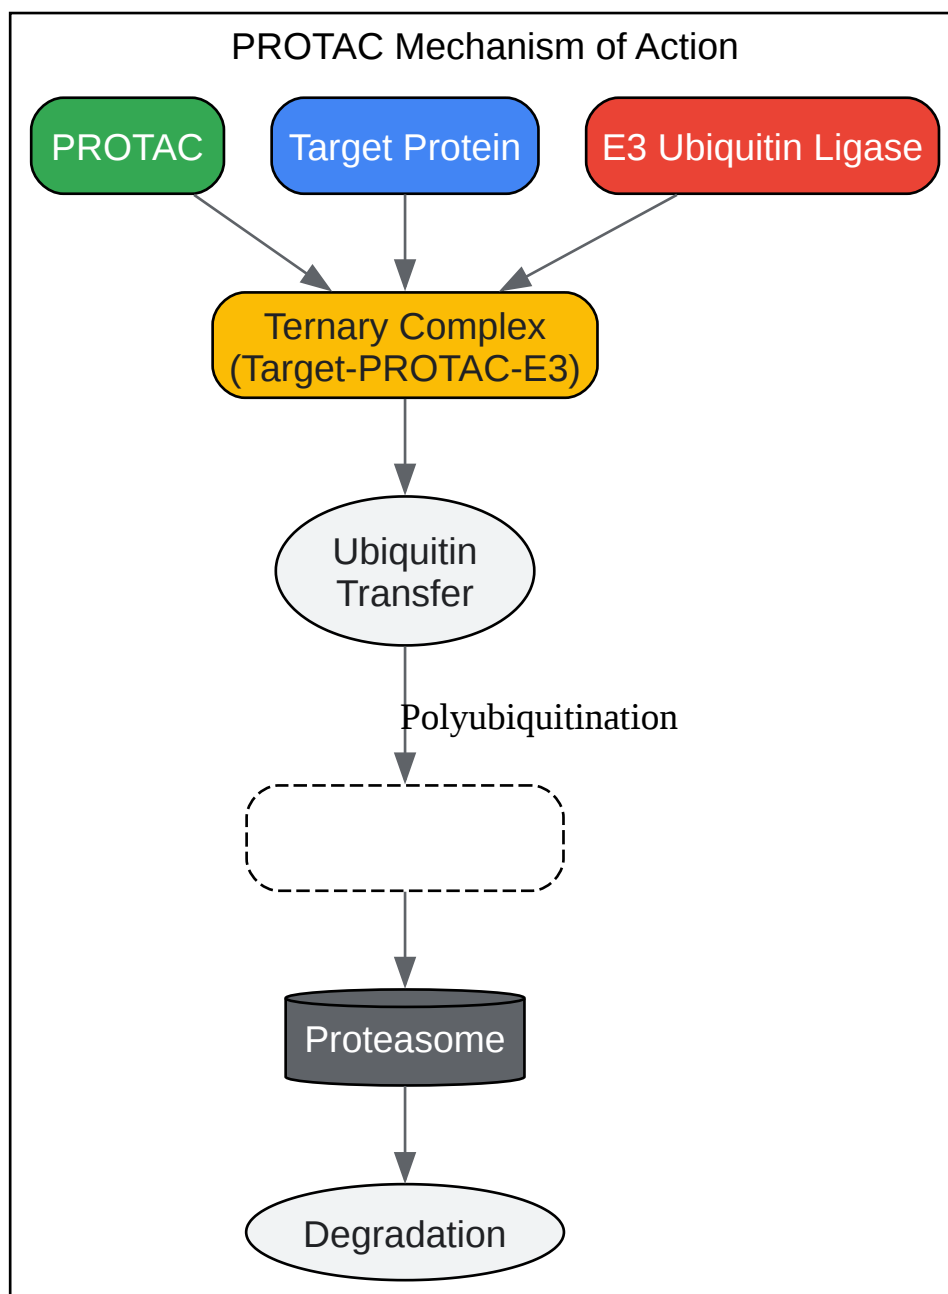 PROTAC Mechanism of Action
PROTAC
Target Protein
E3 Ubiquitin Ligase
Ternary Complex
(Target-PROTAC-E3)
Ubiquitin
Transfer
Polyubiquitination
Proteasome
Degradation